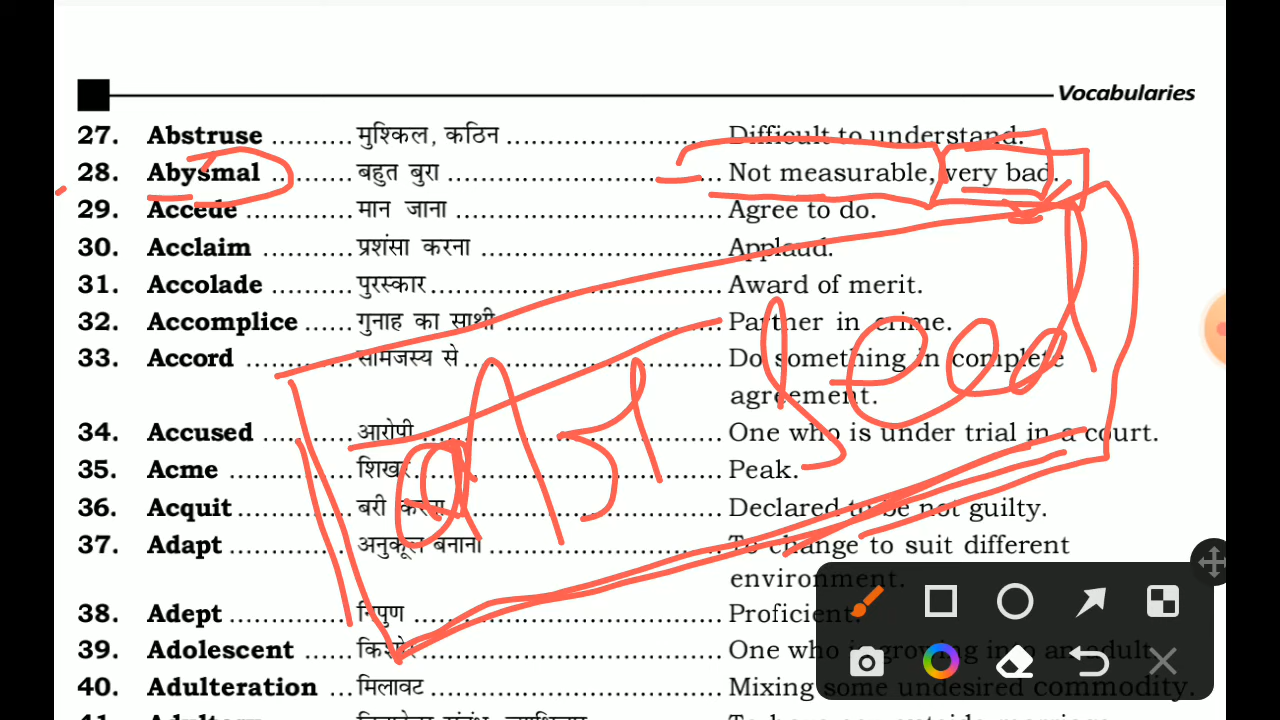 Vocabularies
27. Abstruse .......... मुश्किल, कठिन ........................ Difficult to understand.
28. Abysmal .......... बहुत बुरा .............................. Not measurable, very bad.
29. Accede .............. मान जाना ............................. Agree to do.
30. Acclaim ............ प्रशंसा करना .......................... Applaud.
31. Accolade .......... पुरस्कार ................................ Award of merit.
32. Accomplice ...... गुनाह का साथी ........................ Partner in crime.
33. Accord .............. सामंजस्य से ............................ Do something in complete
agreement.
34. Accused ............ आरोपी ................................. One who is under trial in a court.
35. Acme ................ शिखर ................................. Peak.
36. Acquit ............... बरी करना ............................. Declared to be not guilty.
37. Adapt ................ अनुकूल बनाना ......................... To change to suit different
environment.
38. Adept ................ निपुण .................................. Proficient.
39. Adolescent ...... किशोर ................................. One who is growing into an adult.
40. Adulteration ... मिलावट ................................ Mixing some undesired commodity.